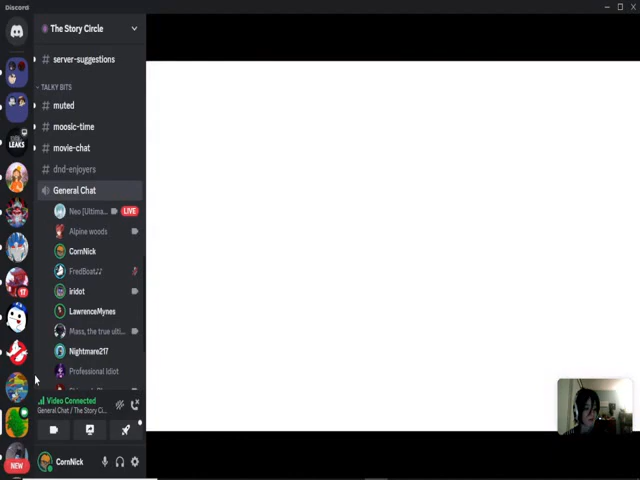 Discord
The Story Circle
server-suggestions
TALKY BITS
muted
moosic-time
movie-chat
dnd-enjoyers
General Chat
Neo [Ultima... LIVE
Alpine woods
CornNick
FredBoat♫
iridot
LawrenceMynes
Mass, the true ulti...
Nightmare217
Professional Idiot
LEAKS
17
Video Connected
General Chat / The Story Ci...
NEW
CornNick